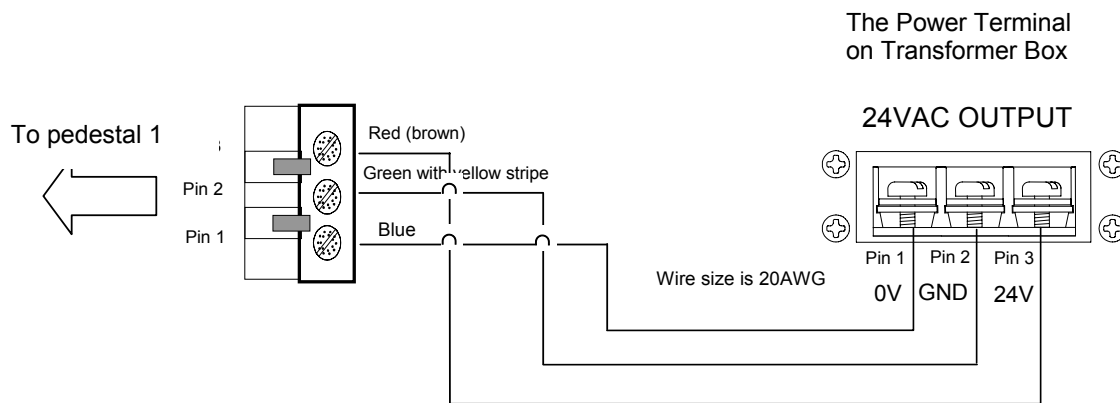 The Power Terminal
on Transformer Box
24VAC OUTPUT
To pedestal 1
Red (brown)
Green with yellow stripe
Pin 2
Pin 1
Blue
Wire size is 20AWG
Pin 1 Pin 2 Pin 3
0V GND 24V